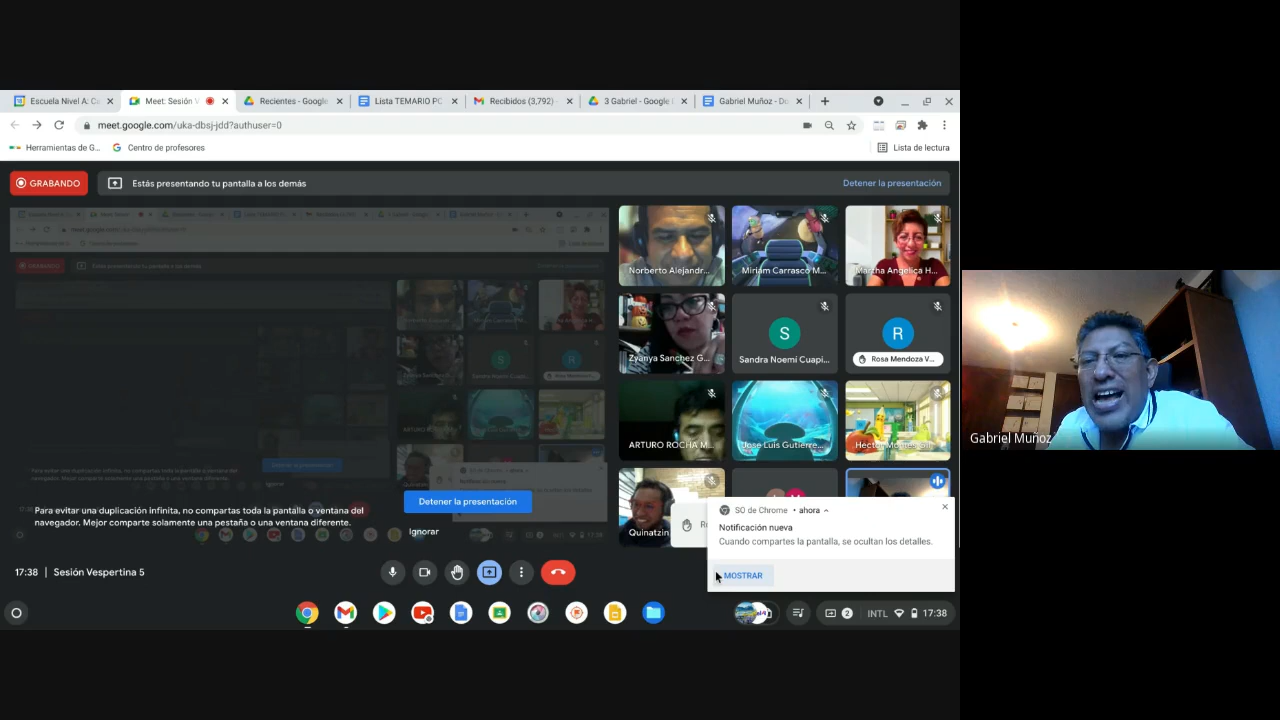 Escuela Nivel A: Ca
Meet: Sesión V
Recientes - Google
Lista TEMARIO PC
Recibidos (3,792) -
3 Gabriel - Google
Gabriel Muñoz - Do
meet.google.com/uka-dbsj-jdd?authuser=0
Herramientas de G...
Centro de profesores
Lista de lectura
GRABANDO
Estás presentando tu pantalla a los demás
Detener la presentación
Norberto Alejandr...
Miriam Carrasco M...
Martha Angelica H...
Zyanya Sanchez G...
S
Sandra Noemí Cuapi...
R
Rosa Mendoza V...
ARTURO ROCHA M...
Jose Luis Gutierre...
Quinatzin
Para evitar una duplicación infinita, no compartas toda la pantalla o ventana del
navegador. Mejor comparte solamente una pestaña o una ventana diferente.
Detener la presentación
Ignorar
SO de Chrome • ahora
Notificación nueva
Cuando compartes la pantalla, se ocultan los detalles.
MOSTRAR
17:38 | Sesión Vespertina 5
2
INTL
17:38
Gabriel Muñoz